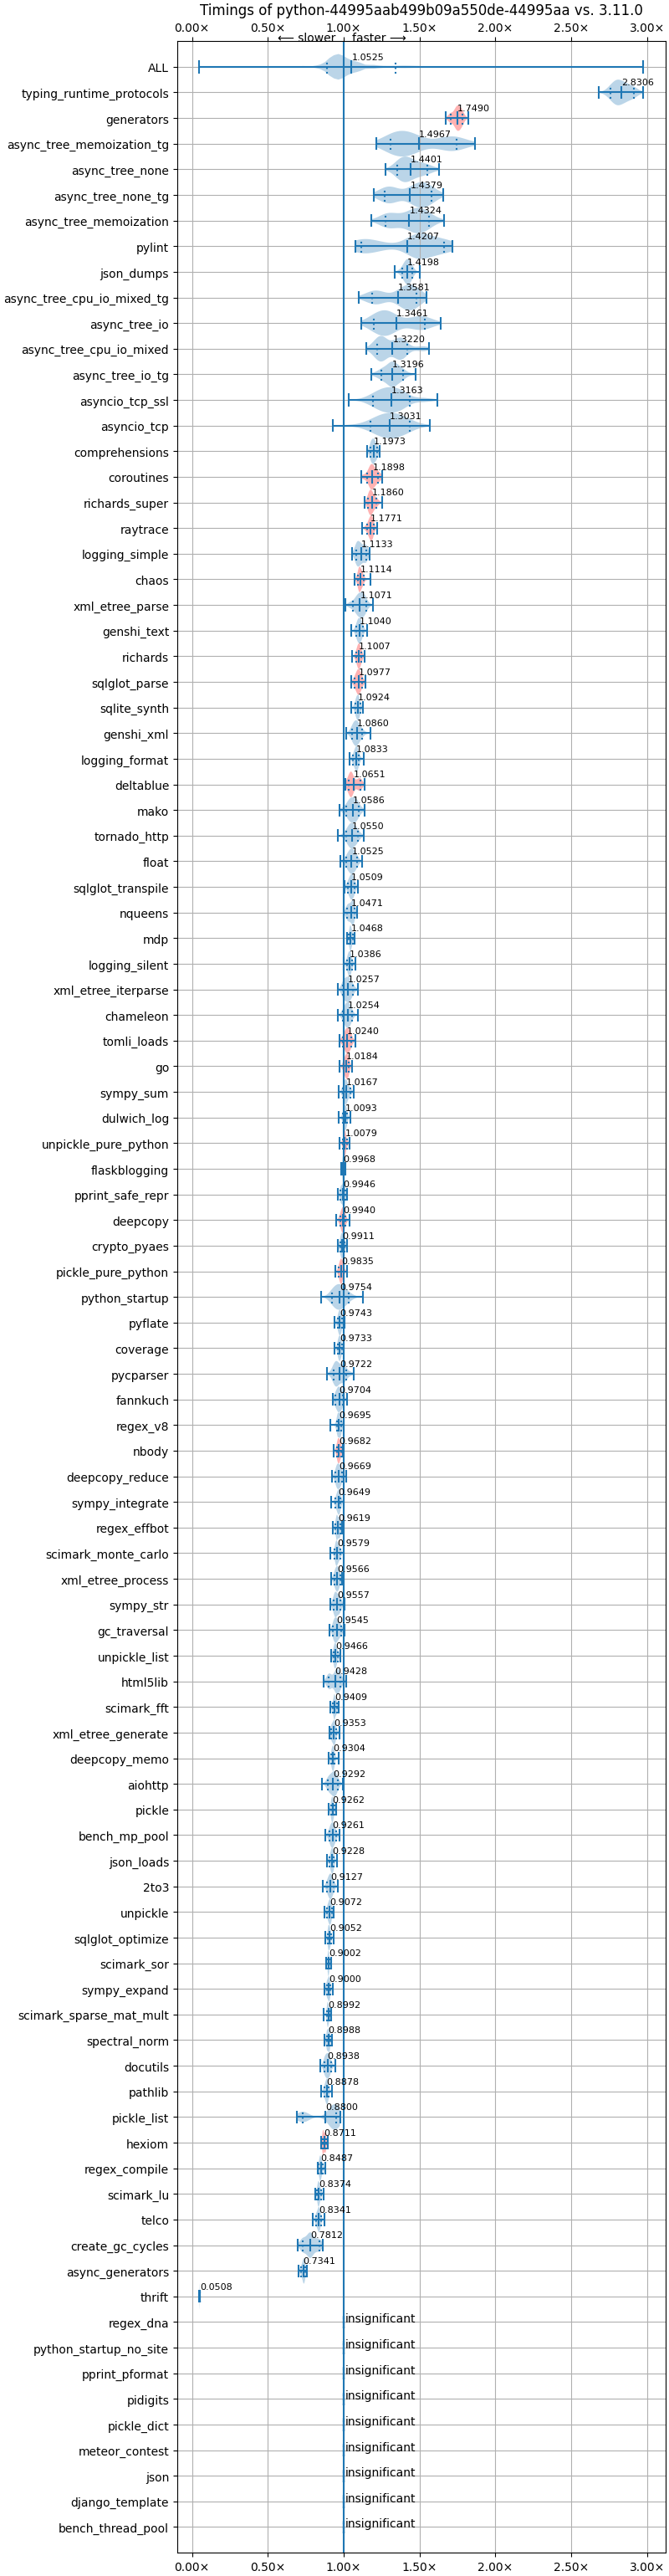 Timings of python-44995aab499b09a550de-44995aa vs. 3.11.0
0.00× 0.50× 1.00× 1.50× 2.00× 2.50× 3.00×
⟵ slower faster ⟶
ALL 1.0525
typing_runtime_protocols 2.8306
generators 1.7490
async_tree_memoization_tg 1.4967
async_tree_none 1.4401
async_tree_none_tg 1.4379
async_tree_memoization 1.4324
pylint 1.4207
json_dumps 1.4198
async_tree_cpu_io_mixed_tg 1.3581
async_tree_io 1.3461
async_tree_cpu_io_mixed 1.3220
async_tree_io_tg 1.3196
asyncio_tcp_ssl 1.3163
asyncio_tcp 1.3031
comprehensions 1.1973
coroutines 1.1898
richards_super 1.1860
raytrace 1.1771
logging_simple 1.1133
chaos 1.1114
xml_etree_parse 1.1071
genshi_text 1.1040
richards 1.1007
sqlglot_parse 1.0977
sqlite_synth 1.0924
genshi_xml 1.0860
logging_format 1.0833
deltablue 1.0651
mako 1.0586
tornado_http 1.0550
float 1.0525
sqlglot_transpile 1.0509
nqueens 1.0471
mdp 1.0468
logging_silent 1.0386
xml_etree_iterparse 1.0257
chameleon 1.0254
tomli_loads 1.0240
go 1.0184
sympy_sum 1.0167
dulwich_log 1.0093
unpickle_pure_python 1.0079
flaskblogging 0.9968
pprint_safe_repr 0.9946
deepcopy 0.9940
crypto_pyaes 0.9911
pickle_pure_python 0.9835
python_startup 0.9754
pyflate 0.9743
coverage 0.9733
pycparser 0.9722
fannkuch 0.9704
regex_v8 0.9695
nbody 0.9682
deepcopy_reduce 0.9669
sympy_integrate 0.9649
regex_effbot 0.9619
scimark_monte_carlo 0.9579
xml_etree_process 0.9566
sympy_str 0.9557
gc_traversal 0.9545
unpickle_list 0.9466
html5lib 0.9428
scimark_fft 0.9409
xml_etree_generate 0.9353
deepcopy_memo 0.9304
aiohttp 0.9292
pickle 0.9262
bench_mp_pool 0.9261
json_loads 0.9228
2to3 0.9127
unpickle 0.9072
sqlglot_optimize 0.9052
scimark_sor 0.9002
sympy_expand 0.9000
scimark_sparse_mat_mult 0.8992
spectral_norm 0.8988
docutils 0.8938
pathlib 0.8878
pickle_list 0.8800
hexiom 0.8711
regex_compile 0.8487
scimark_lu 0.8374
telco 0.8341
create_gc_cycles 0.7812
async_generators 0.7341
thrift 0.0508
regex_dna insignificant
python_startup_no_site insignificant
pprint_pformat insignificant
pidigits insignificant
pickle_dict insignificant
meteor_contest insignificant
json insignificant
django_template insignificant
bench_thread_pool insignificant
0.00× 0.50× 1.00× 1.50× 2.00× 2.50× 3.00×